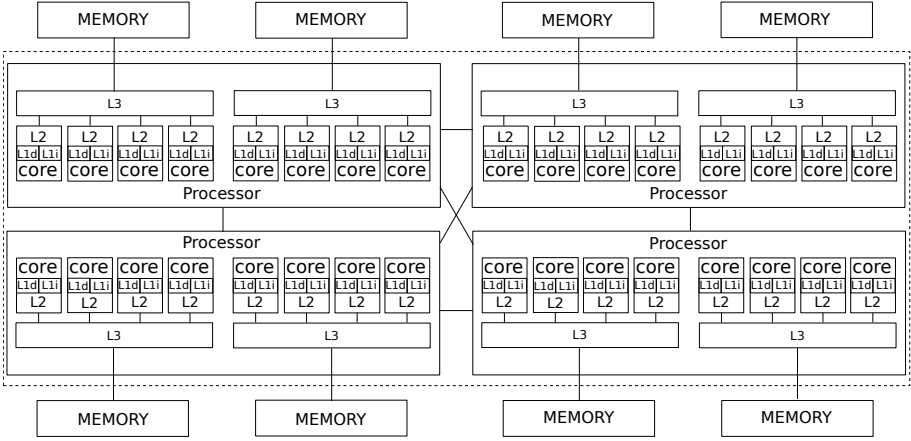 MEMORY MEMORY MEMORY MEMORY
L3 L3 L3 L3
L2 L2 L2 L2 L2 L2 L2 L2 L2 L2 L2 L2 L2 L2 L2 L2
L1d L1i L1d L1i L1d L1i L1d L1i L1d L1i L1d L1i L1d L1i L1d L1i L1d L1i L1d L1i L1d L1i L1d L1i L1d L1i L1d L1i L1d L1i L1d L1i
core core core core core core core core core core core core core core core core
Processor Processor
Processor Processor
core core core core core core core core core core core core core core core core
L1d L1i L1d L1i L1d L1i L1d L1i L1d L1i L1d L1i L1d L1i L1d L1i L1d L1i L1d L1i L1d L1i L1d L1i L1d L1i L1d L1i L1d L1i L1d L1i
L2 L2 L2 L2 L2 L2 L2 L2 L2 L2 L2 L2 L2 L2 L2 L2
L3 L3 L3 L3
MEMORY MEMORY MEMORY MEMORY